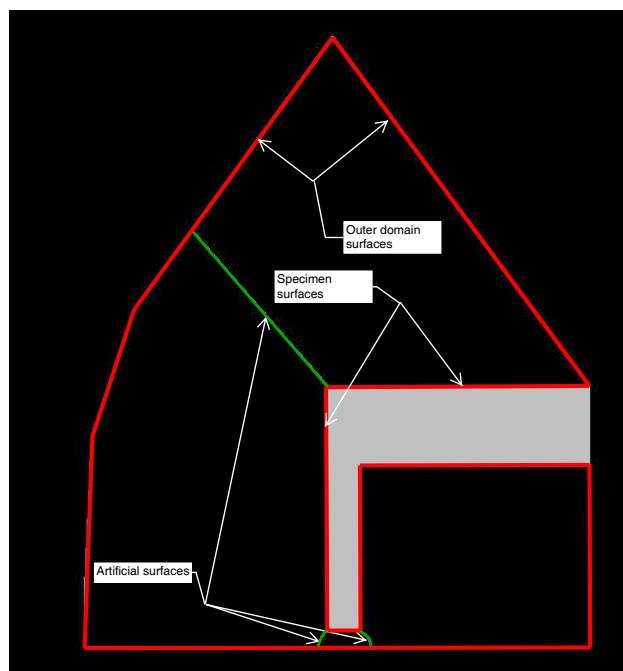 Outer domain
surfaces
Specimen
surfaces
Artificial surfaces